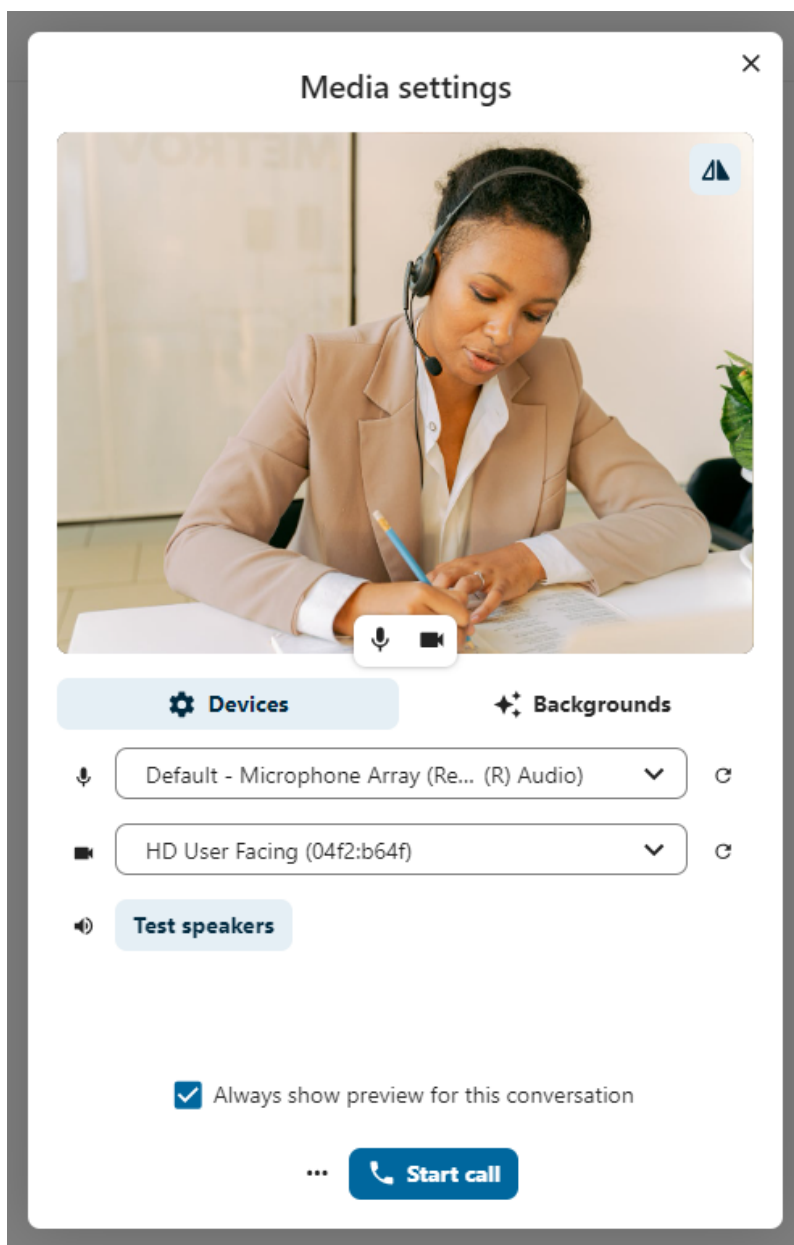 Media settings
Devices
Backgrounds
Default - Microphone Array (Re... (R) Audio)
HD User Facing (04f2:b64f)
Test speakers
Always show preview for this conversation
Start call